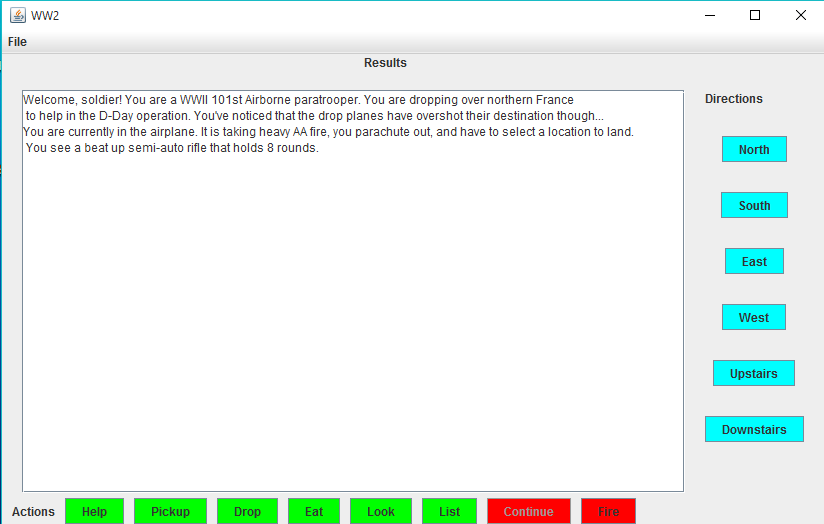 WW2
File
Results
Welcome, soldier! You are a WWII 101st Airborne paratrooper. You are dropping over northern France
to help in the D-Day operation. You've noticed that the drop planes have overshot their destination though...
You are currently in the airplane. It is taking heavy AA fire, you parachute out, and have to select a location to land.
You see a beat up semi-auto rifle that holds 8 rounds.
Directions
North
South
East
West
Upstairs
Downstairs
Actions Help Pickup Drop Eat Look List Continue Fire